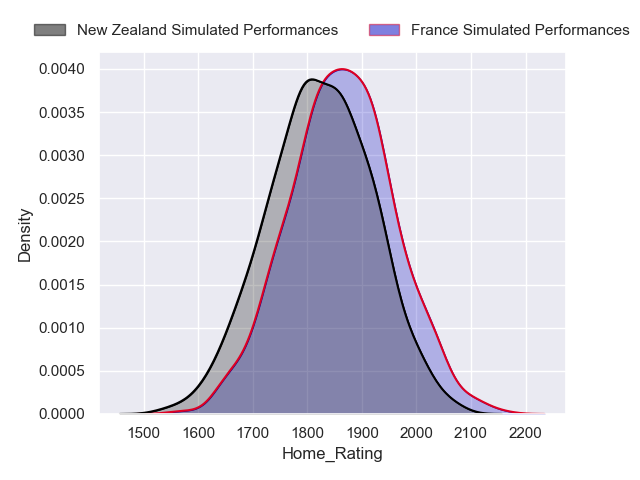 New Zealand Simulated Performances
France Simulated Performances
0.0040
0.0035
0.0030
0.0025
0.0020
0.0015
0.0010
0.0005
0.0000
Density
1500 1600 1700 1800 1900 2000 2100 2200
Home_Rating